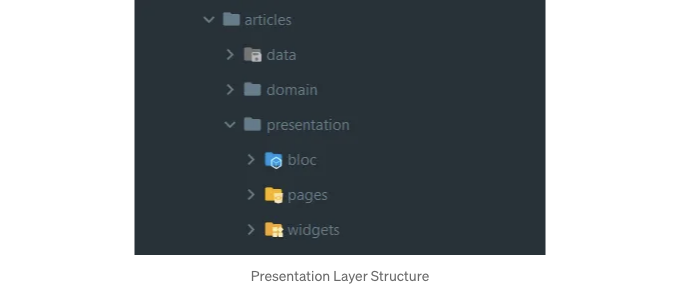 articles
data
domain
presentation
bloc
pages
widgets
Presentation Layer Structure